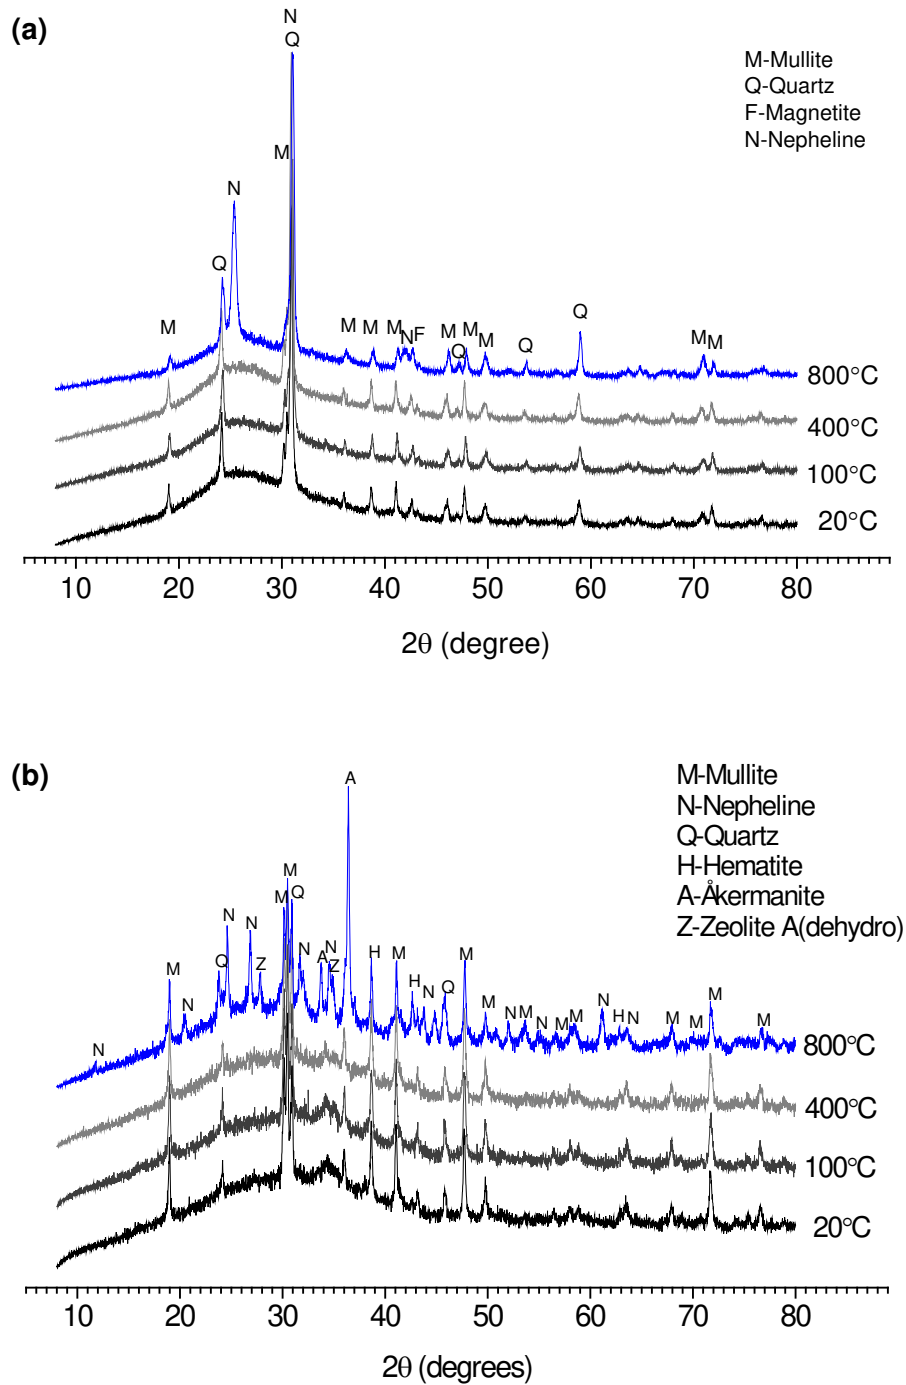 (a)
N
Q
M-Mullite
Q-Quartz
F-Magnetite
N-Nepheline
M
N
Q
M
M M M N F M Q M M Q Q M M
800°C
400°C
100°C
20°C
10 20 30 40 50 60 70 80
2θ (degree)
(b)
M-Mullite
N-Nepheline
Q-Quartz
H-Hematite
A-Åkermanite
Z-Zeolite A(dehydro)
A
M
M Q
N N
M Q Z N A N Z H M H N Q M M N M N M M N H N M M M M
N N
800°C
400°C
100°C
20°C
10 20 30 40 50 60 70 80
2θ (degrees)